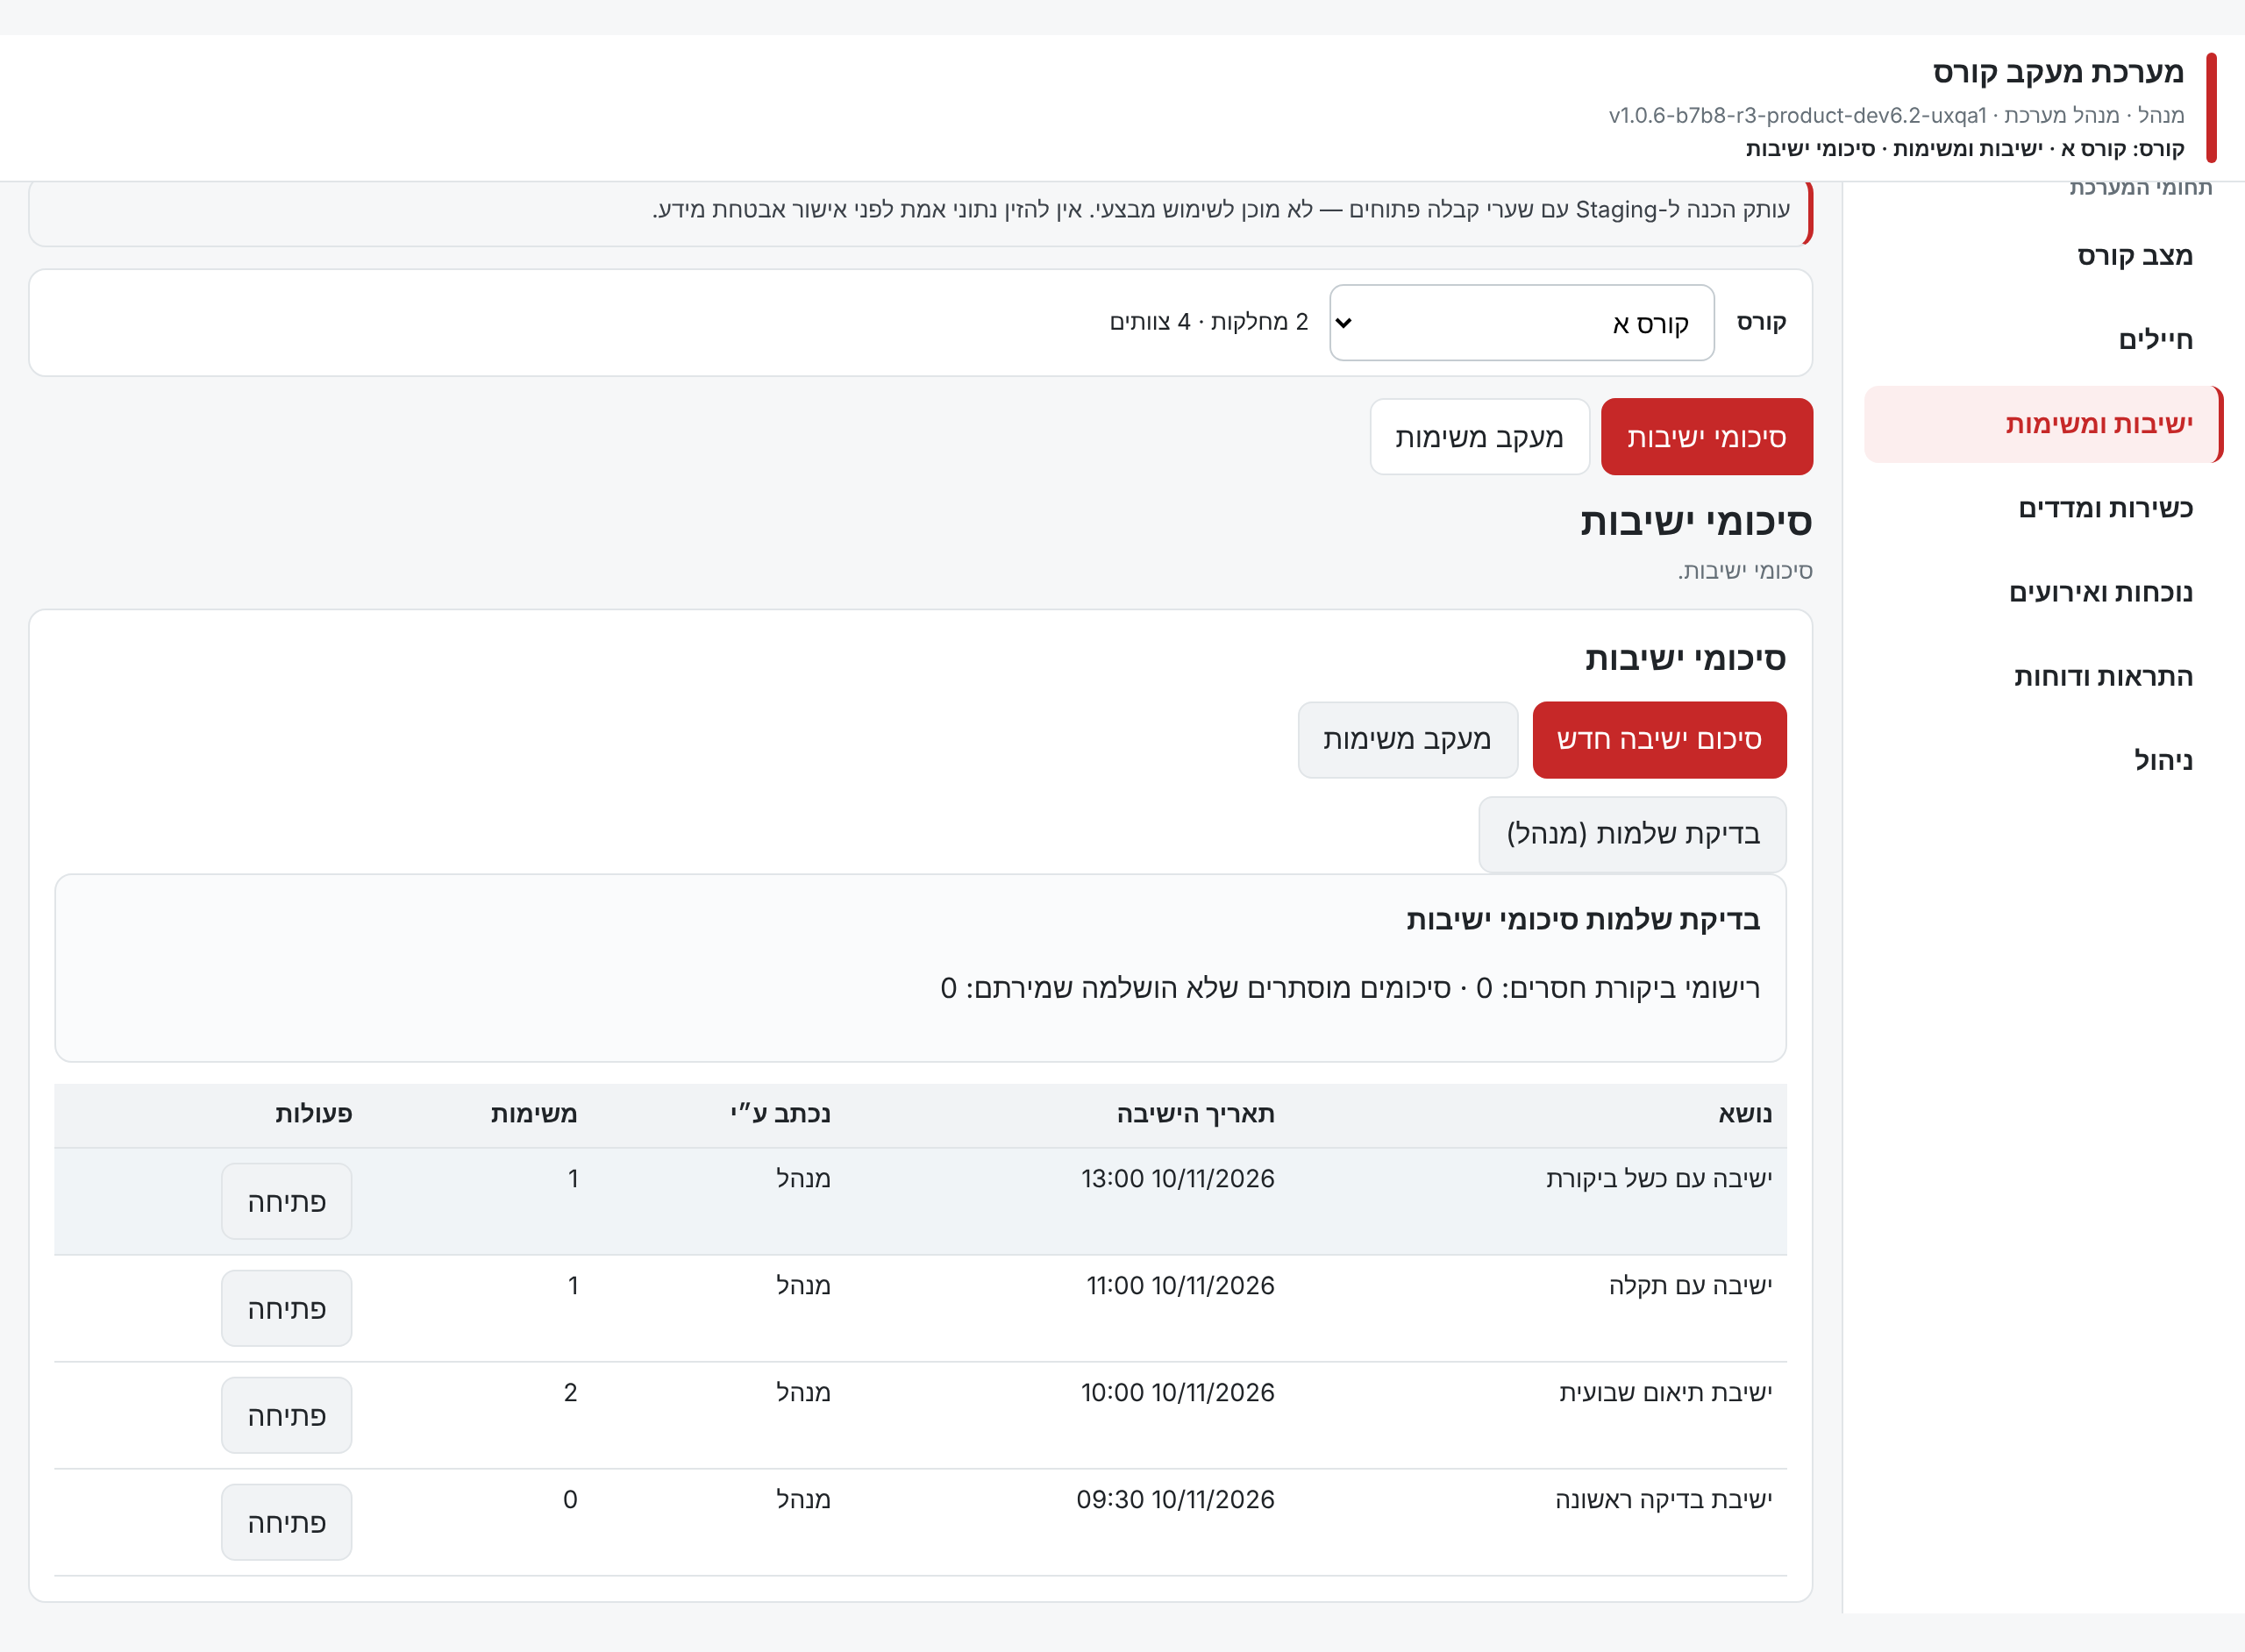 מערכת מעקב קורס
מנהל · מנהל מערכת · v1.0.6-b7b8-r3-product-dev6.2-uxqa1
קורס: קורס א · ישיבות ומשימות · סיכומי ישיבות
תחומי המערכת
מצב קורס
חיילים
ישיבות ומשימות
כשירות ומדדים
נוכחות ואירועים
התראות ודוחות
ניהול
עותק הכנה ל-Staging עם שערי קבלה פתוחים — לא מוכן לשימוש מבצעי. אין להזין נתוני אמת לפני אישור אבטחת מידע.
קורס קורס א 2 מחלקות · 4 צוותים
סיכומי ישיבות מעקב משימות
סיכומי ישיבות
סיכומי ישיבות.
סיכומי ישיבות
סיכום ישיבה חדש מעקב משימות
בדיקת שלמות (מנהל)
בדיקת שלמות סיכומי ישיבות
רישומי ביקורת חסרים: 0 · סיכומים מוסתרים שלא הושלמה שמירתם: 0
נושא תאריך הישיבה נכתב ע״י משימות פעולות
ישיבה עם כשל ביקורת 10/11/2026 13:00 מנהל 1 פתיחה
ישיבה עם תקלה 10/11/2026 11:00 מנהל 1 פתיחה
ישיבת תיאום שבועית 10/11/2026 10:00 מנהל 2 פתיחה
ישיבת בדיקה ראשונה 10/11/2026 09:30 מנהל 0 פתיחה